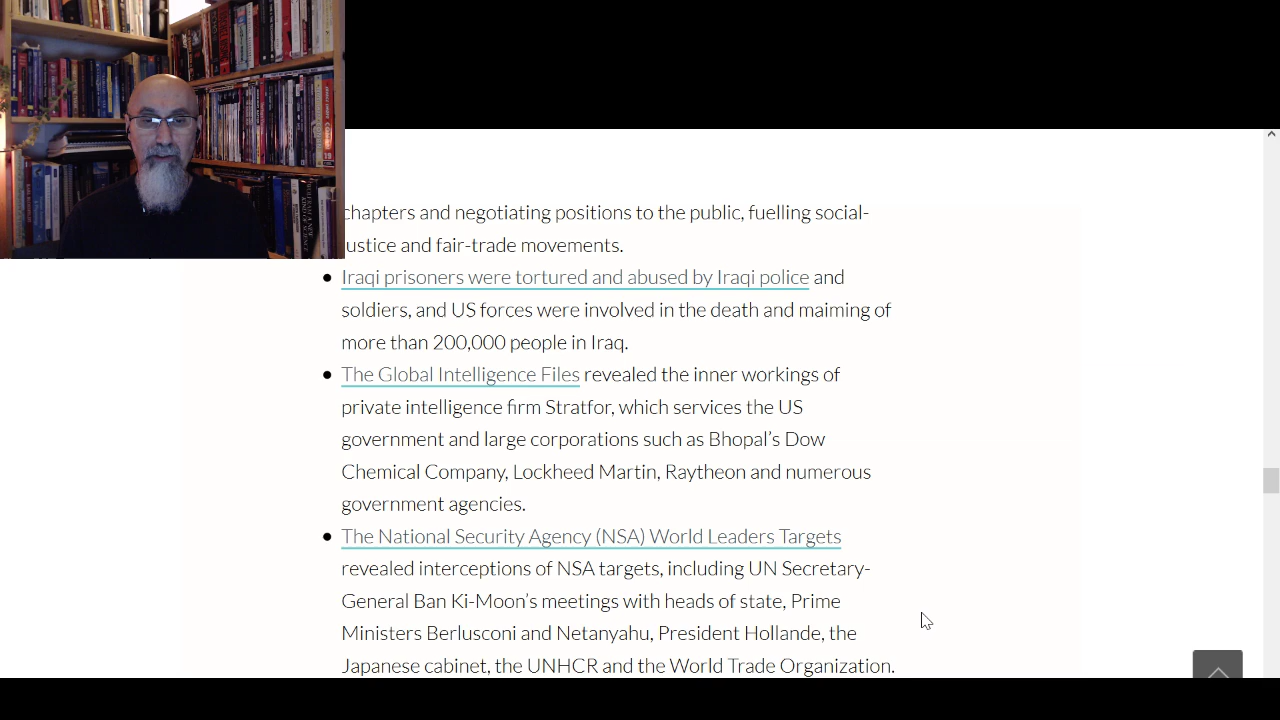 chapters and negotiating positions to the public, fuelling social-
ustice and fair-trade movements.
Iraqi prisoners were tortured and abused by Iraqi police and
soldiers, and US forces were involved in the death and maiming of
more than 200,000 people in Iraq.
The Global Intelligence Files revealed the inner workings of
private intelligence firm Stratfor, which services the US
government and large corporations such as Bhopal’s Dow
Chemical Company, Lockheed Martin, Raytheon and numerous
government agencies.
The National Security Agency (NSA) World Leaders Targets
revealed interceptions of NSA targets, including UN Secretary-
General Ban Ki-Moon’s meetings with heads of state, Prime
Ministers Berlusconi and Netanyahu, President Hollande, the
Japanese cabinet, the UNHCR and the World Trade Organization.